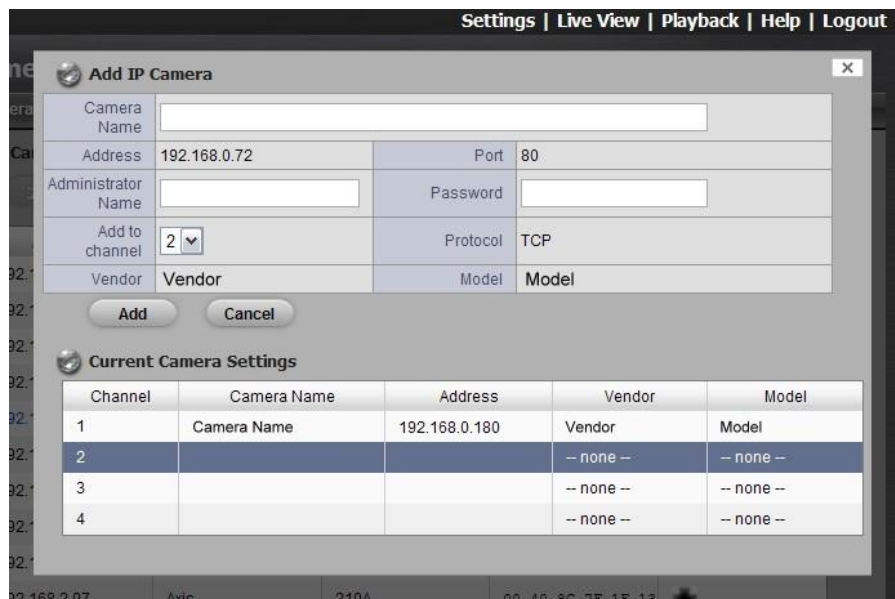 Settings | Live View | Playback | Help | Logout
Add IP Camera
Camera Name
Address 192.168.0.72 Port 80
Administrator Name Password
Add to channel 2 Protocol TCP
Vendor Vendor Model Model
Add Cancel
Current Camera Settings
Channel Camera Name Address Vendor Model
1 Camera Name 192.168.0.180 Vendor Model
2 -- none -- -- none --
3 -- none -- -- none --
4 -- none -- -- none --